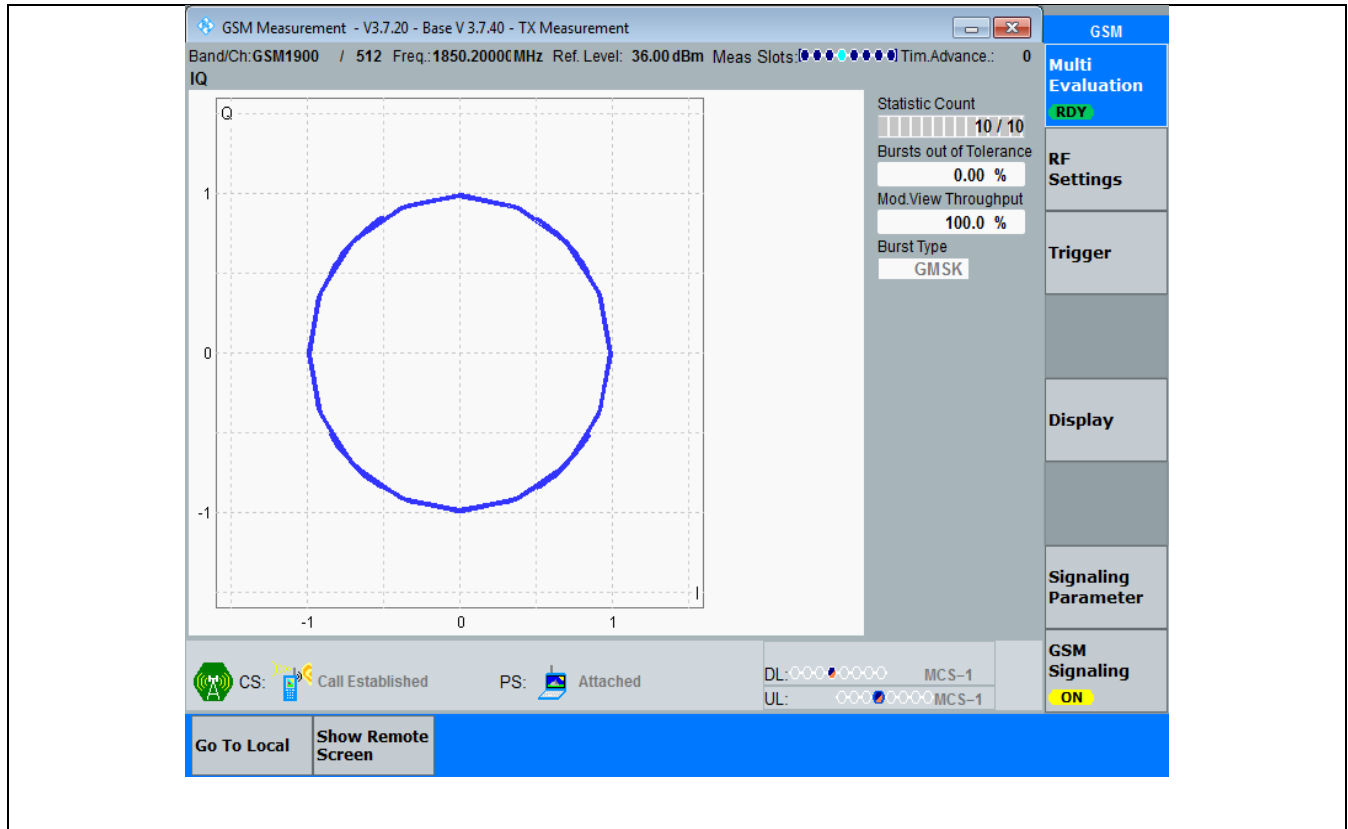 GSM Measurement - V3.7.20 - Base V 3.7.40 - TX Measurement
Band/Ch:GSM1900 / 512 Freq.:1850.20000MHz Ref. Level: 36.00 dBm Meas Slots: Tim.Advance.: 0
IQ
Q
1
0
-1
I
-1 0 1
Statistic Count
10 / 10
Bursts out of Tolerance
0.00 %
Mod.View Throughput
100.0 %
Burst Type
GMSK
CS: Call Established PS: Attached
DL: MCS-1
UL: MCS-1
Go To Local
Show Remote
Screen
GSM
Multi
Evaluation
RDY
RF
Settings
Trigger
Display
Signaling
Parameter
GSM
Signaling
ON